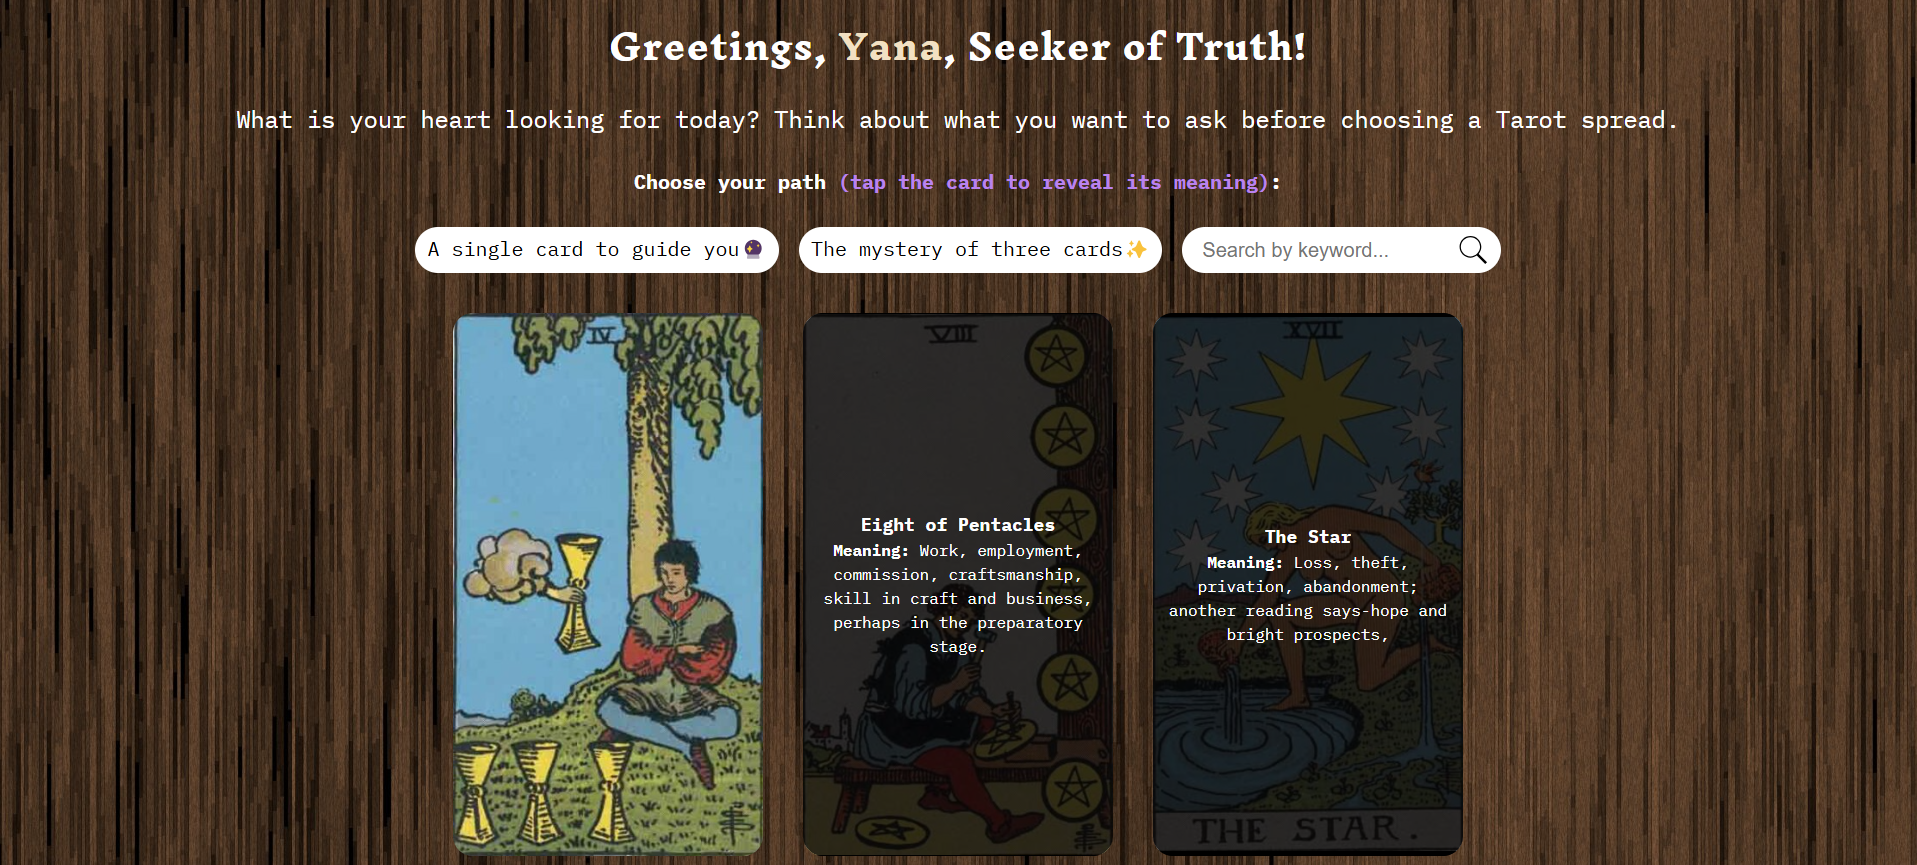 Greetings, Yana, Seeker of Truth!
What is your heart looking for today? Think about what you want to ask before choosing a Tarot spread.
Choose your path (tap the card to reveal its meaning):
A single card to guide you🔮
The mystery of three cards✨
Search by keyword...
IV
VIII
Eight of Pentacles
Meaning: Work, employment,
commission, craftsmanship,
skill in craft and business,
perhaps in the preparatory
stage.
XVII
The Star
Meaning: Loss, theft,
privation, abandonment;
another reading says-hope and
bright prospects,
THE STAR.